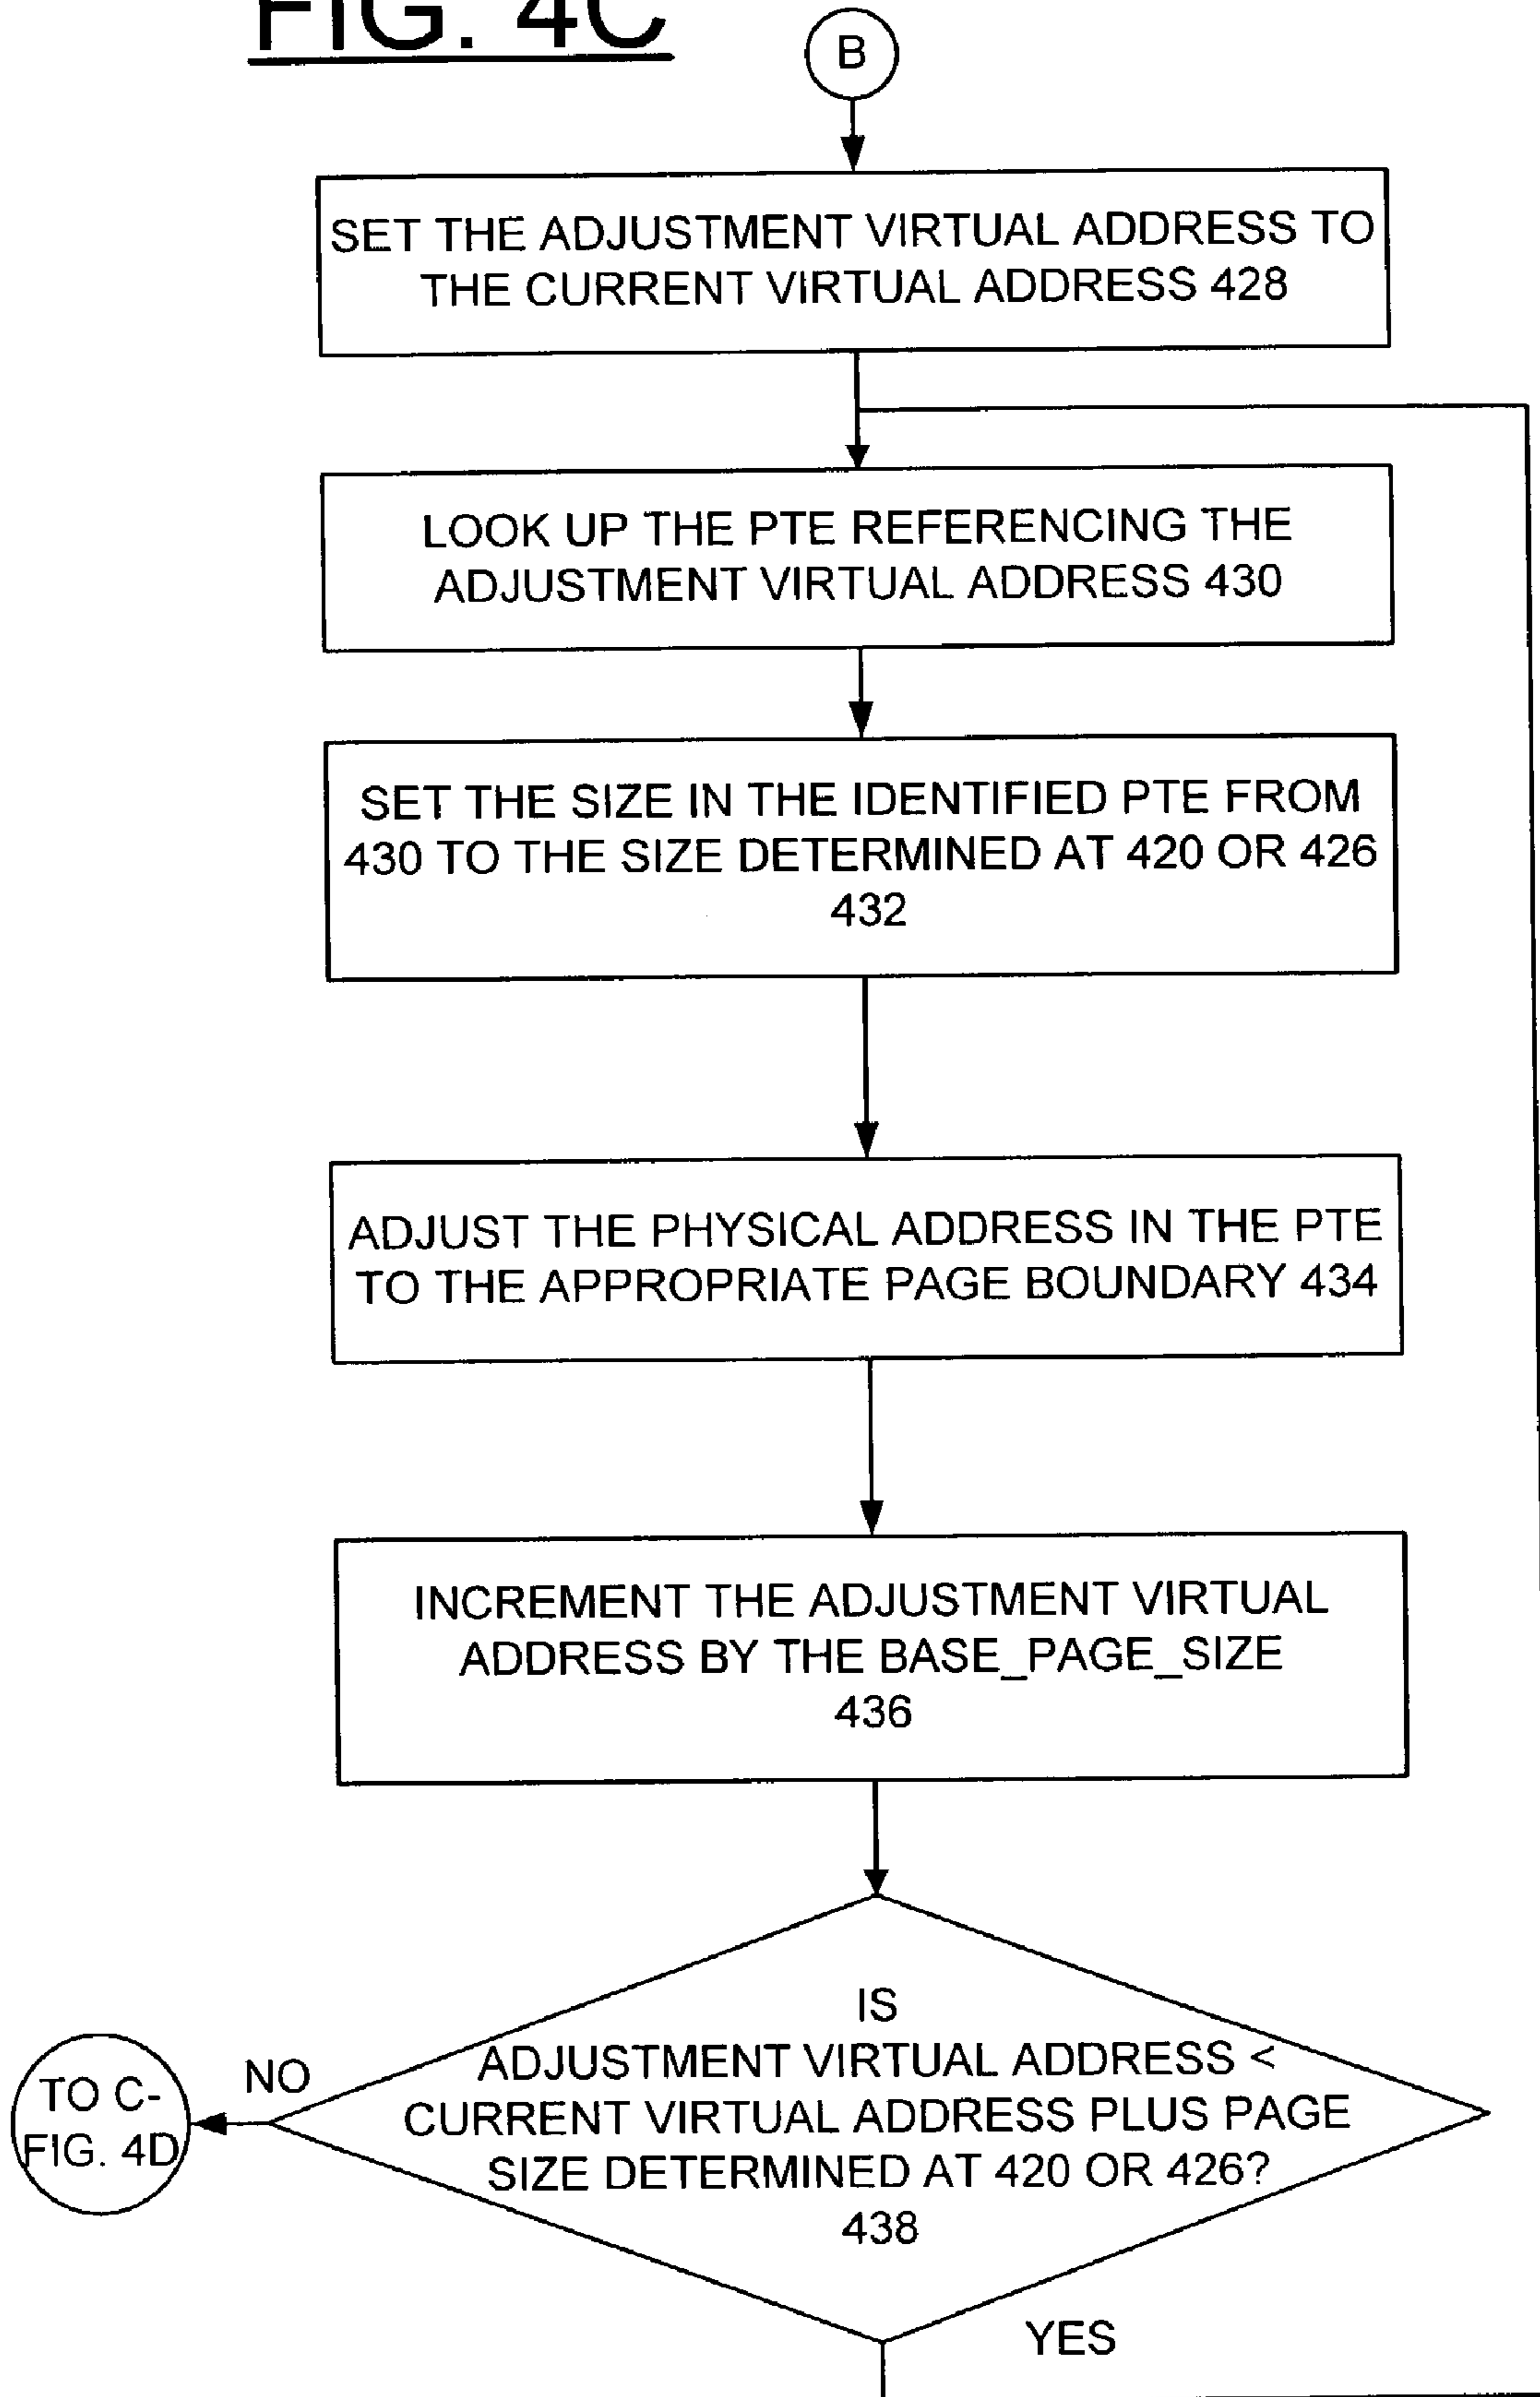 FIG. 4C
B
SET THE ADJUSTMENT VIRTUAL ADDRESS TO
THE CURRENT VIRTUAL ADDRESS 428
LOOK UP THE PTE REFERENCING THE
ADJUSTMENT VIRTUAL ADDRESS 430
SET THE SIZE IN THE IDENTIFIED PTE FROM
430 TO THE SIZE DETERMINED AT 420 OR 426
432
ADJUST THE PHYSICAL ADDRESS IN THE PTE
TO THE APPROPRIATE PAGE BOUNDARY 434
INCREMENT THE ADJUSTMENT VIRTUAL
ADDRESS BY THE BASE_PAGE_SIZE
436
IS
ADJUSTMENT VIRTUAL ADDRESS <
CURRENT VIRTUAL ADDRESS PLUS PAGE
SIZE DETERMINED AT 420 OR 426?
438
NO
TO C-
FIG. 4D
YES